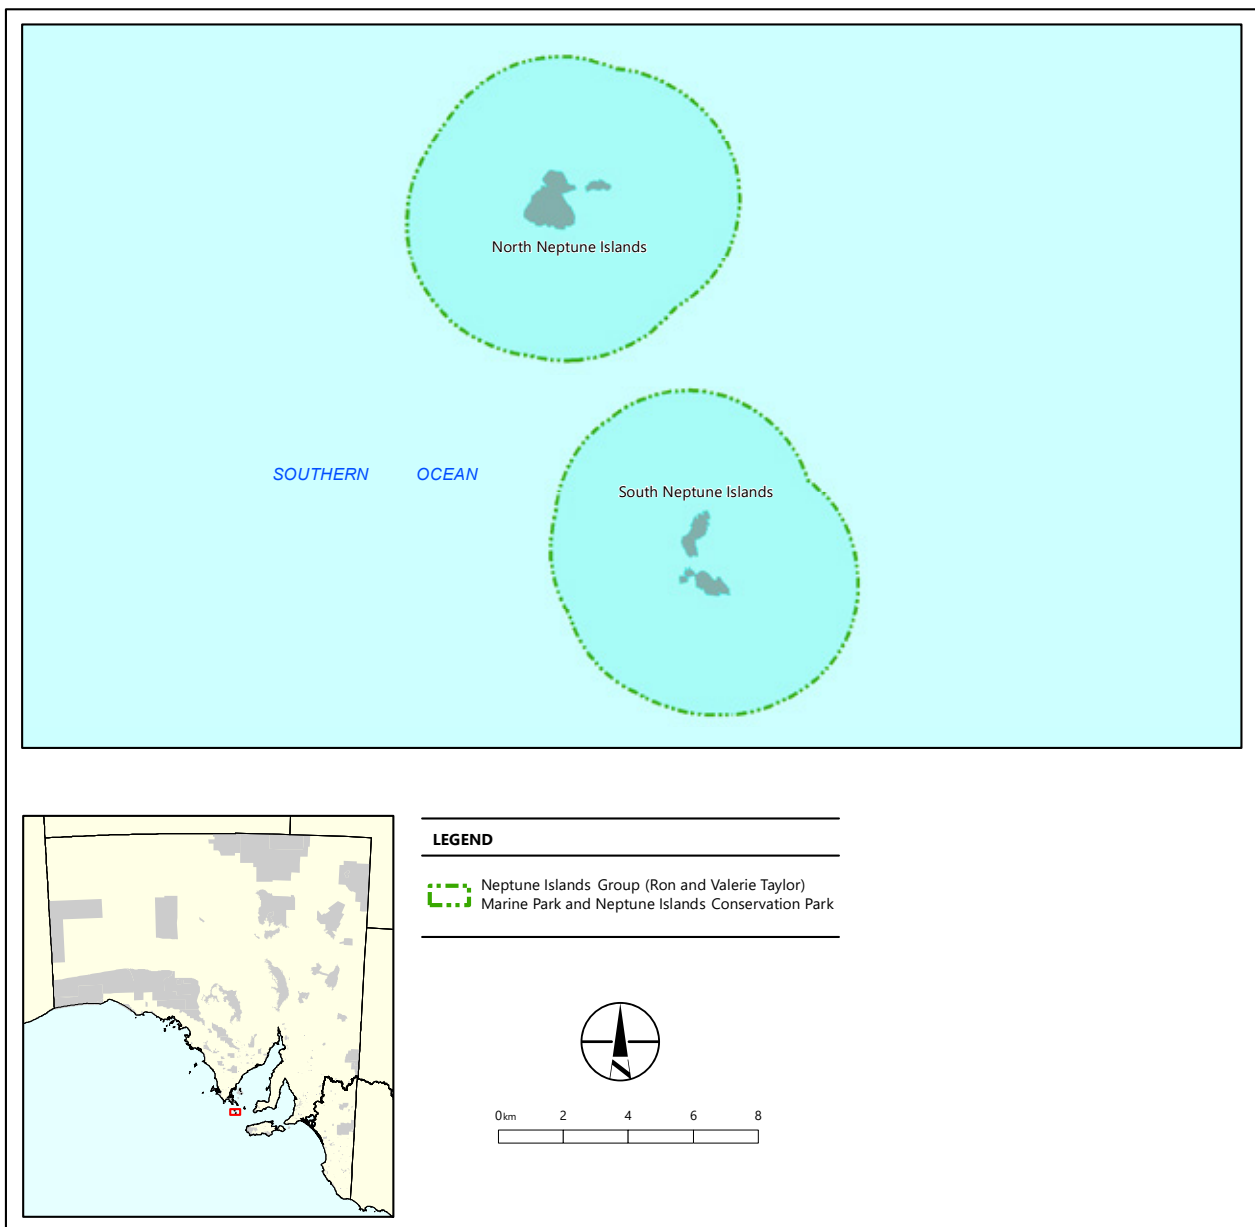 North Neptune Islands
SOUTHERN OCEAN
South Neptune Islands
LEGEND
Neptune Islands Group (Ron and Valerie Taylor)
Marine Park and Neptune Islands Conservation Park
N
0km 2 4 6 8